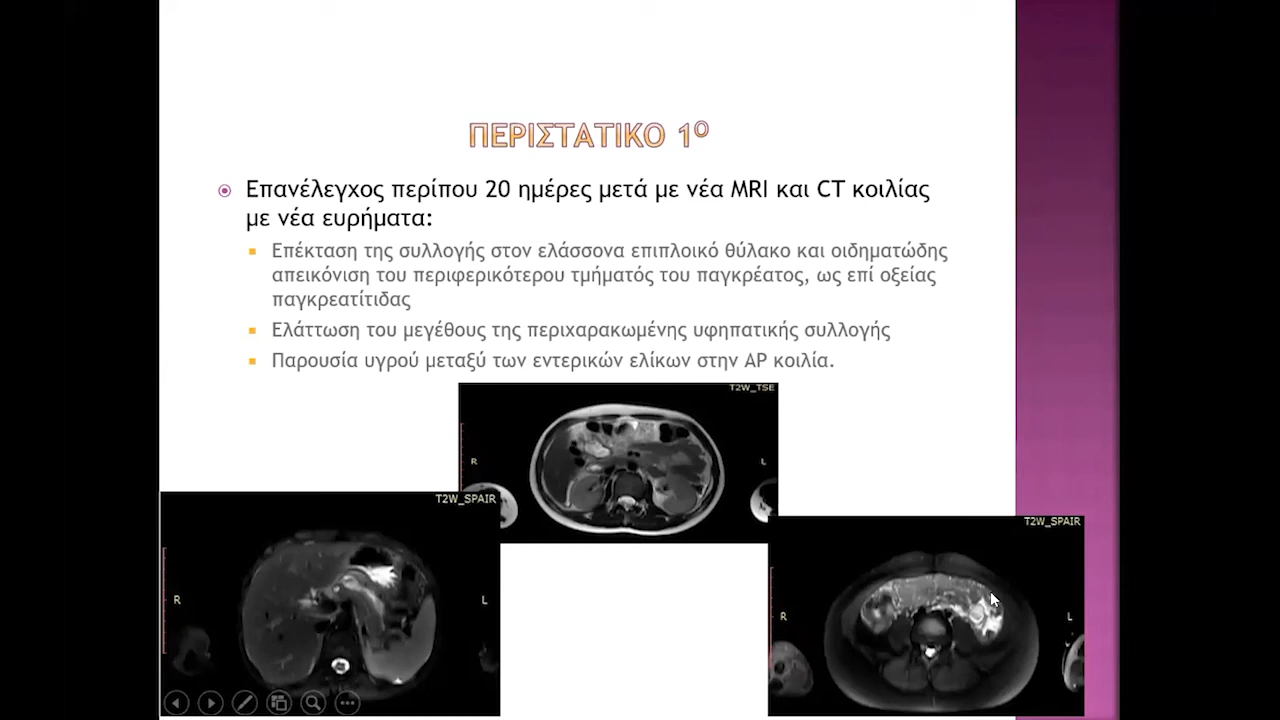 ΠΕΡΙΣΤΑΤΙΚΟ 1Ο
Επανέλεγχος περίπου 20 ημέρες μετά με νέα MRI και CT κοιλίας
με νέα ευρήματα:
Επέκταση της συλλογής στον ελάσσονα επιπλοικό θύλακο και οιδηματώδης
απεικόνιση του περιφερικότερου τμήματός του παγκρέατος, ως επί οξείας
παγκρεατίτιδας
Ελάττωση του μεγέθους της περιχαρακωμένης υφηπατικής συλλογής
Παρουσία υγρού μεταξύ των εντερικών ελίκων στην ΑΡ κοιλία.
T2W_TSE
R
L
T2W_SPAIR
R
L
T2W_SPAIR
R
L